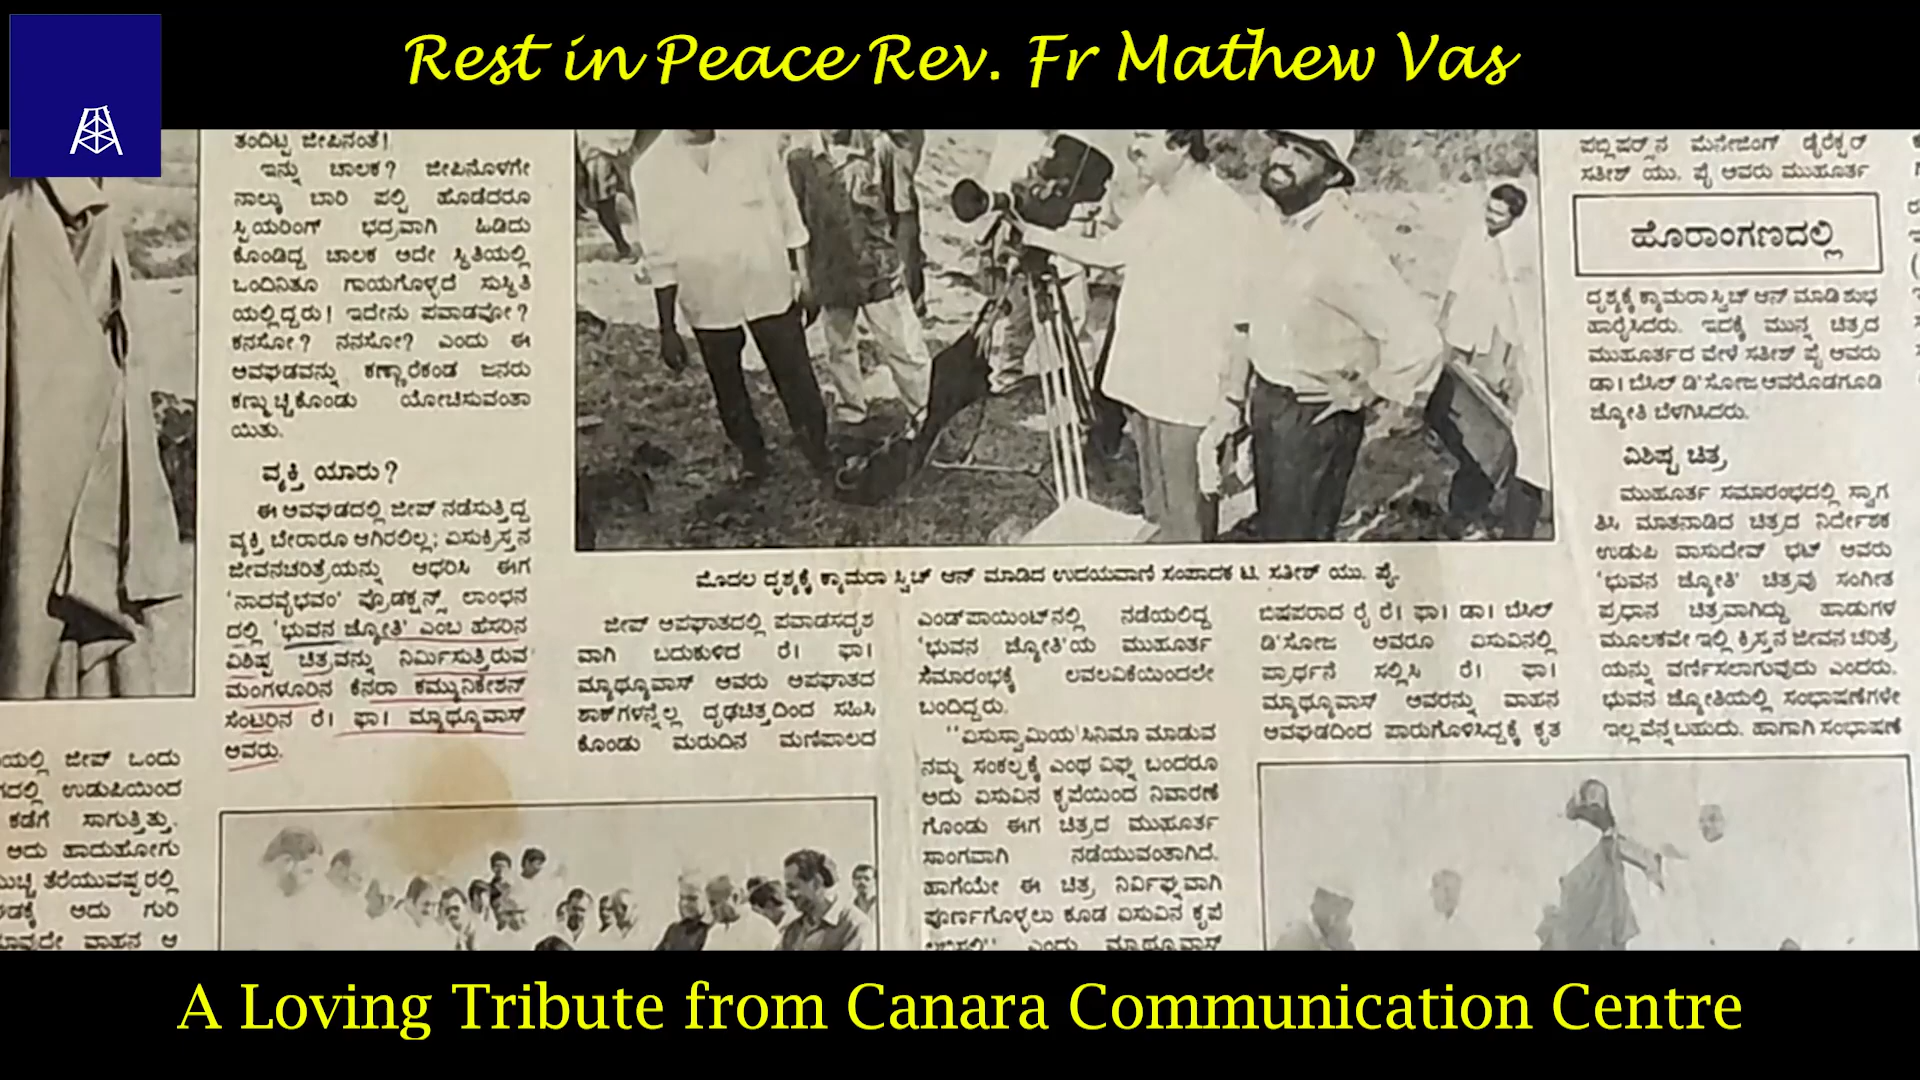 Rest in Peace Rev. Fr Mathew Vas
ತಂದಿಟ್ಟ ಜೀಪಿನಂತೆ!
ಇನ್ನು ಚಾಲಕ? ಜೀಪಿನೊಳಗೇ
ನಾಲ್ಕು ಬಾರಿ ಪಲ್ಟಿ ಹೊಡೆದರೂ
ಸ್ಟಿಯರಿಂಗ್ ಭದ್ರವಾಗಿ ಹಿಡಿದು
ಕೊಂಡಿದ್ದ ಚಾಲಕ ಅದೇ ಸ್ಥಿತಿಯಲ್ಲಿ
ಒಂದಿನಿತೂ ಗಾಯಗೊಳ್ಳದೆ ಸುಸ್ಥಿತಿ
ಯಲ್ಲಿದ್ದರು! ಇದೇನು ಪವಾಡವೋ?
ಕನಸೋ? ನನಸೋ? ಎಂದು ಈ
ಅವಘಡವನ್ನು ಕಣ್ಣಾರೆಕಂಡ ಜನರು
ಕಣ್ಮುಚ್ಚಿಕೊಂಡು ಯೋಚಿಸುವಂತಾ
ಯಿತು.
ವ್ಯಕ್ತಿ ಯಾರು?
ಈ ಅವಘಡದಲ್ಲಿ ಜೀಪ್ ನಡೆಸುತ್ತಿದ್ದ
ವ್ಯಕ್ತಿ ಬೇರಾರೂ ಆಗಿರಲಿಲ್ಲ; ಏಸುಕ್ರಿಸ್ತನ
ಜೀವನಚರಿತ್ರೆಯನ್ನು ಆಧರಿಸಿ ಈಗ
'ನಾದವೈಭವಂ' ಪ್ರೊಡಕ್ಷನ್ಸ್ ಲಾಂಛನ
ದಲ್ಲಿ 'ಭುವನ ಜ್ಯೋತಿ' ಎಂಬ ಹೆಸರಿನ
ವಿಶಿಷ್ಟ ಚಿತ್ರವನ್ನು ನಿರ್ಮಿಸುತ್ತಿರುವ
ಮಂಗಳೂರಿನ ಕೆನರಾ ಕಮ್ಯುನಿಕೇಶನ್
ಸೆಂಟರಿನ ರೆ| ಫಾ| ಮ್ಯಾಥ್ಯೂವಾಸ್
ಅವರು.
ಯಲ್ಲಿ ಜೀಪ್ ಒಂದು
ಗದಲ್ಲಿ ಉಡುಪಿಯಿಂದ
ಕಡೆಗೆ ಸಾಗುತ್ತಿತ್ತು.
ಅದು ಹಾದುಹೋಗು
ಮುಚ್ಚಿ ತೆರೆಯುವಷ್ಟರಲ್ಲಿ
ಅದು ಗುರಿ
ವಾಹನ ಆ
ಮೊದಲ ದೃಶ್ಯಕ್ಕೆ ಕ್ಯಾಮರಾ ಸ್ವಿಚ್ ಆನ್ ಮಾಡಿದ ಉದಯವಾಣಿ ಸಂಪಾದಕ ಟಿ. ಸತೀಶ್ ಯು. ಪೈ.
ಜೀಪ್ ಅಪಘಾತದಲ್ಲಿ ಪವಾಡಸದೃಶ
ವಾಗಿ ಬದುಕುಳಿದ ರೆ| ಫಾ|
ಮ್ಯಾಥ್ಯೂವಾಸ್ ಅವರು ಅಪಘಾತದ
ಶಾಕ್‌ಗಳನ್ನೆಲ್ಲ ದೃಢಚಿತ್ತದಿಂದ ಸಹಿಸಿ
ಕೊಂಡು ಮರುದಿನ ಮಣಿಪಾಲದ
ಎಂಡ್‌ಪಾಯಿಂಟ್‌ನಲ್ಲಿ ನಡೆಯಲಿದ್ದ
'ಭುವನ ಜ್ಯೋತಿ'ಯ ಮುಹೂರ್ತ
ಸಮಾರಂಭಕ್ಕೆ ಲವಲವಿಕೆಯಿಂದಲೇ
ಬಂದಿದ್ದರು.
"ಏಸುಸ್ವಾಮಿಯ ಸಿನಿಮಾ ಮಾಡುವ
ನಮ್ಮ ಸಂಕಲ್ಪಕ್ಕೆ ಎಂಥ ವಿಘ್ನ ಬಂದರೂ
ಅದು ಏಸುವಿನ ಕೃಪೆಯಿಂದ ನಿವಾರಣೆ
ಗೊಂಡು ಈಗ ಚಿತ್ರದ ಮುಹೂರ್ತ
ಸಾಂಗವಾಗಿ ನಡೆಯುವಂತಾಗಿದೆ.
ಹಾಗೆಯೇ ಈ ಚಿತ್ರ ನಿರ್ವಿಘ್ನವಾಗಿ
ಪೂರ್ಣಗೊಳ್ಳಲು ಕೂಡ ಏಸುವಿನ ಕೃಪೆ
ಲಭಿಸಲಿ" ಎಂದು ಮ್ಯಾಥ್ಯೂವಾಸ್
ಬಿಷಪರಾದ ರೈ ರೆ| ಫಾ| ಡಾ| ಬೆಸಿಲ್
ಡಿ'ಸೋಜ ಅವರೂ ಏಸುವಿನಲ್ಲಿ
ಪ್ರಾರ್ಥನೆ ಸಲ್ಲಿಸಿ ರೆ| ಫಾ|
ಮ್ಯಾಥ್ಯೂವಾಸ್ ಅವರನ್ನು ವಾಹನ
ಅವಘಡದಿಂದ ಪಾರುಗೊಳಿಸಿದ್ದಕ್ಕೆ ಕೃತ
ಪಬ್ಲಿಷರ್ಸ್‌ನ ಮೆನೇಜಿಂಗ್ ಡೈರೆಕ್ಟರ್
ಸತೀಶ್ ಯು. ಪೈ ಅವರು ಮುಹೂರ್ತ
ಹೊರಾಂಗಣದಲ್ಲಿ
ದೃಶ್ಯಕ್ಕೆ ಕ್ಯಾಮರಾ ಸ್ವಿಚ್ ಆನ್ ಮಾಡಿ ಶುಭ
ಹಾರೈಸಿದರು. ಇದಕ್ಕೆ ಮುನ್ನ ಚಿತ್ರದ
ಮುಹೂರ್ತದ ವೇಳೆ ಸತೀಶ್ ಪೈ ಅವರು
ಡಾ| ಬೆಸಿಲ್ ಡಿ'ಸೋಜ ಅವರೊಡಗೂಡಿ
ಜ್ಯೋತಿ ಬೆಳಗಿಸಿದರು.
ವಿಶಿಷ್ಟ ಚಿತ್ರ
ಮುಹೂರ್ತ ಸಮಾರಂಭದಲ್ಲಿ ಸ್ವಾಗ
ತಿಸಿ ಮಾತನಾಡಿದ ಚಿತ್ರದ ನಿರ್ದೇಶಕ
ಉಡುಪಿ ವಾಸುದೇವ್ ಭಟ್ ಅವರು
'ಭುವನ ಜ್ಯೋತಿ' ಚಿತ್ರವು ಸಂಗೀತ
ಪ್ರಧಾನ ಚಿತ್ರವಾಗಿದ್ದು ಹಾಡುಗಳ
ಮೂಲಕವೇ ಇಲ್ಲಿ ಕ್ರಿಸ್ತನ ಜೀವನ ಚರಿತ್ರೆ
ಯನ್ನು ವರ್ಣಿಸಲಾಗುವುದು ಎಂದರು.
ಭುವನ ಜ್ಯೋತಿಯಲ್ಲಿ ಸಂಭಾಷಣೆಗಳೇ
ಇಲ್ಲವೆನ್ನಬಹುದು. ಹಾಗಾಗಿ ಸಂಭಾಷಣೆ
A Loving Tribute from Canara Communication Centre